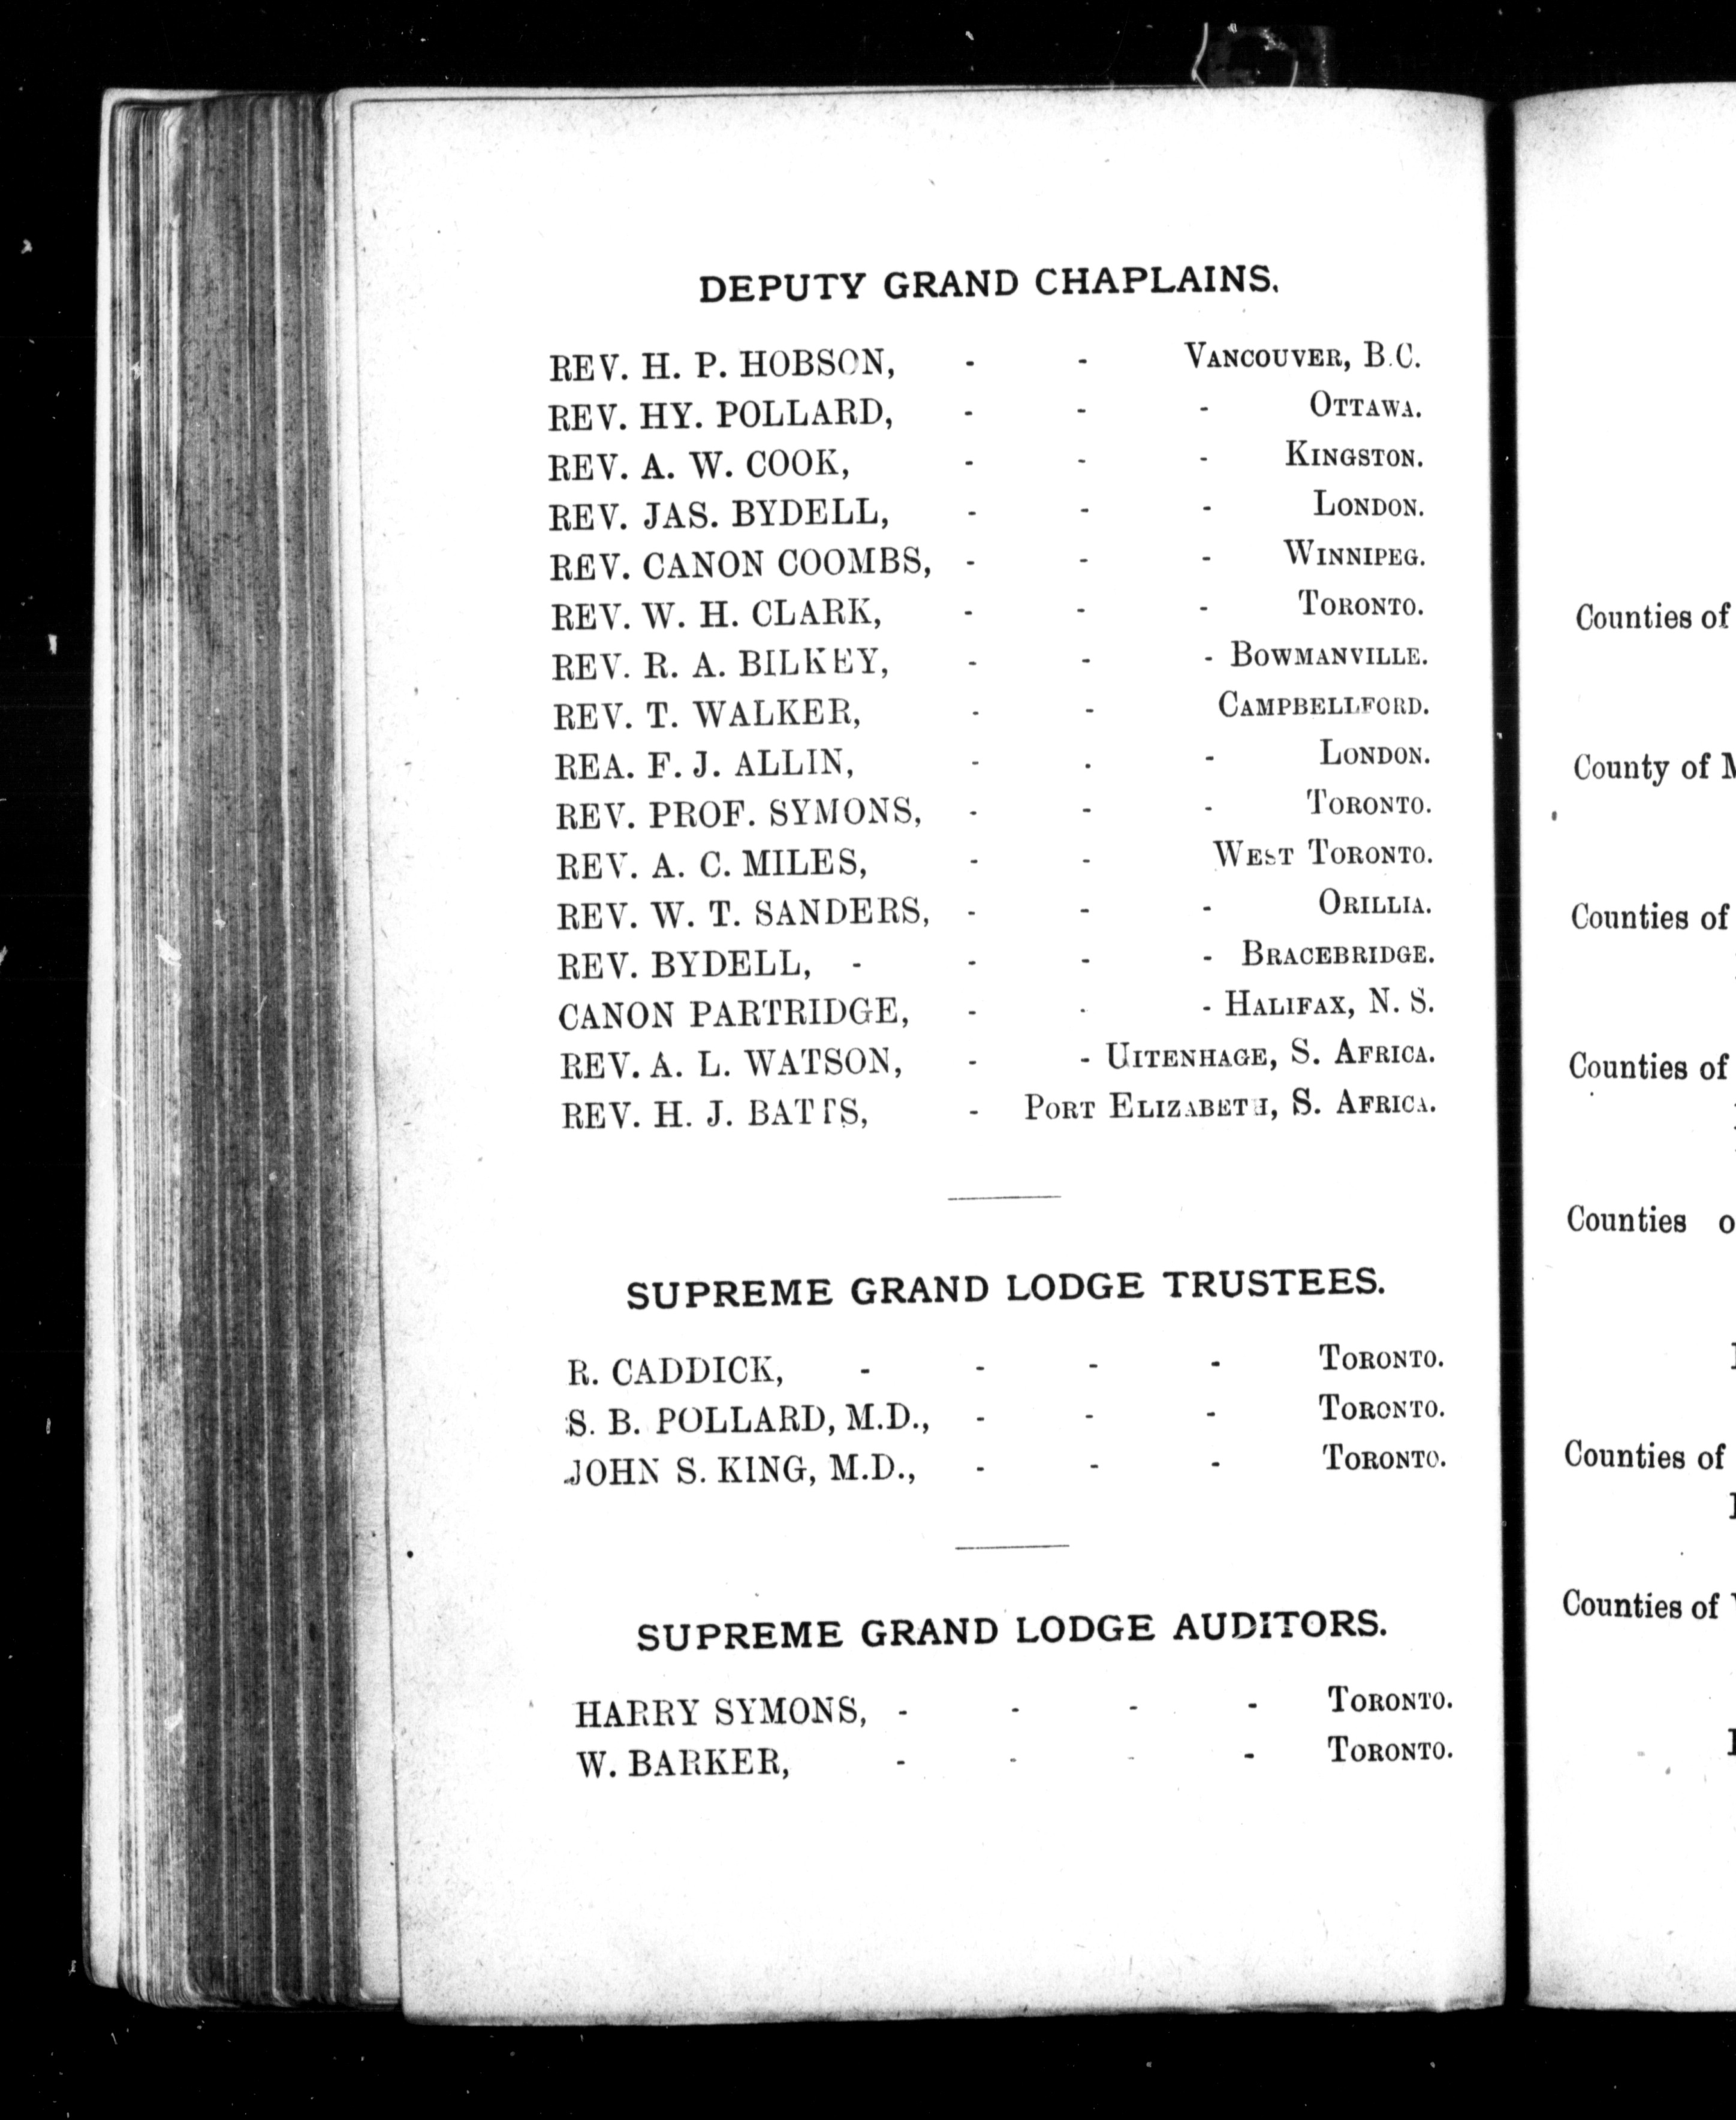 DEPUTY GRAND CHAPLAINS.
REV. H. P. HOBSON, - - VANCOUVER, B.C.
REV. HY. POLLARD, - - - OTTAWA.
REV. A. W. COOK, - - - KINGSTON.
REV. JAS. BYDELL, - - - LONDON.
REV. CANON COOMBS, - - - WINNIPEG.
REV. W. H. CLARK, - - - TORONTO.
REV. R. A. BILKEY, - - - BOWMANVILLE.
REV. T. WALKER, - - CAMPBELLFORD.
REA. F. J. ALLIN, - - - LONDON.
REV. PROF. SYMONS, - - - TORONTO.
REV. A. C. MILES, - - WEST TORONTO.
REV. W. T. SANDERS, - - - ORILLIA.
REV. BYDELL, - - - - BRACEBRIDGE.
CANON PARTRIDGE, - - - HALIFAX, N. S.
REV. A. L. WATSON, - - UITENHAGE, S. AFRICA.
REV. H. J. BATTS, - PORT ELIZABETH, S. AFRICA.
SUPREME GRAND LODGE TRUSTEES.
R. CADDICK, - - - - TORONTO.
S. B. POLLARD, M.D., - - - TORONTO.
JOHN S. KING, M.D., - - - TORONTO.
SUPREME GRAND LODGE AUDITORS.
HARRY SYMONS, - - - - TORONTO.
W. BARKER, - - - - TORONTO.
Counties of
County of
Counties of
Counties of
Counties
Counties of
Counties of